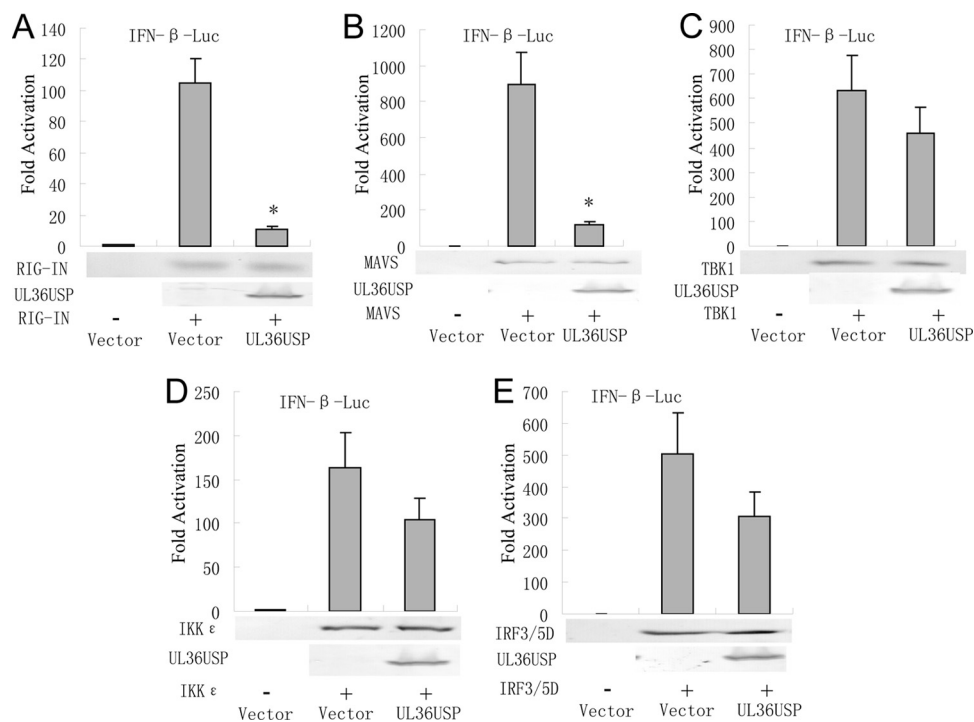 A
IFN-β-Luc
Fold Activation
140
120
100
80
60
40
20
0
*
RIG-IN
UL36USP
RIG-IN - + +
Vector Vector UL36USP
B
IFN-β-Luc
Fold Activation
1200
1000
800
600
400
200
0
*
MAVS
UL36USP
MAVS - + +
Vector Vector UL36USP
C
IFN-β-Luc
Fold Activation
900
800
700
600
500
400
300
200
100
0
TBK1
UL36USP
TBK1 - + +
Vector Vector UL36USP
D
IFN-β-Luc
Fold Activation
250
200
150
100
50
0
IKK ε
UL36USP
IKK ε - + +
Vector Vector UL36USP
E
IFN-β-Luc
Fold Activation
700
600
500
400
300
200
100
0
IRF3/5D
UL36USP
IRF3/5D - + +
Vector Vector UL36USP